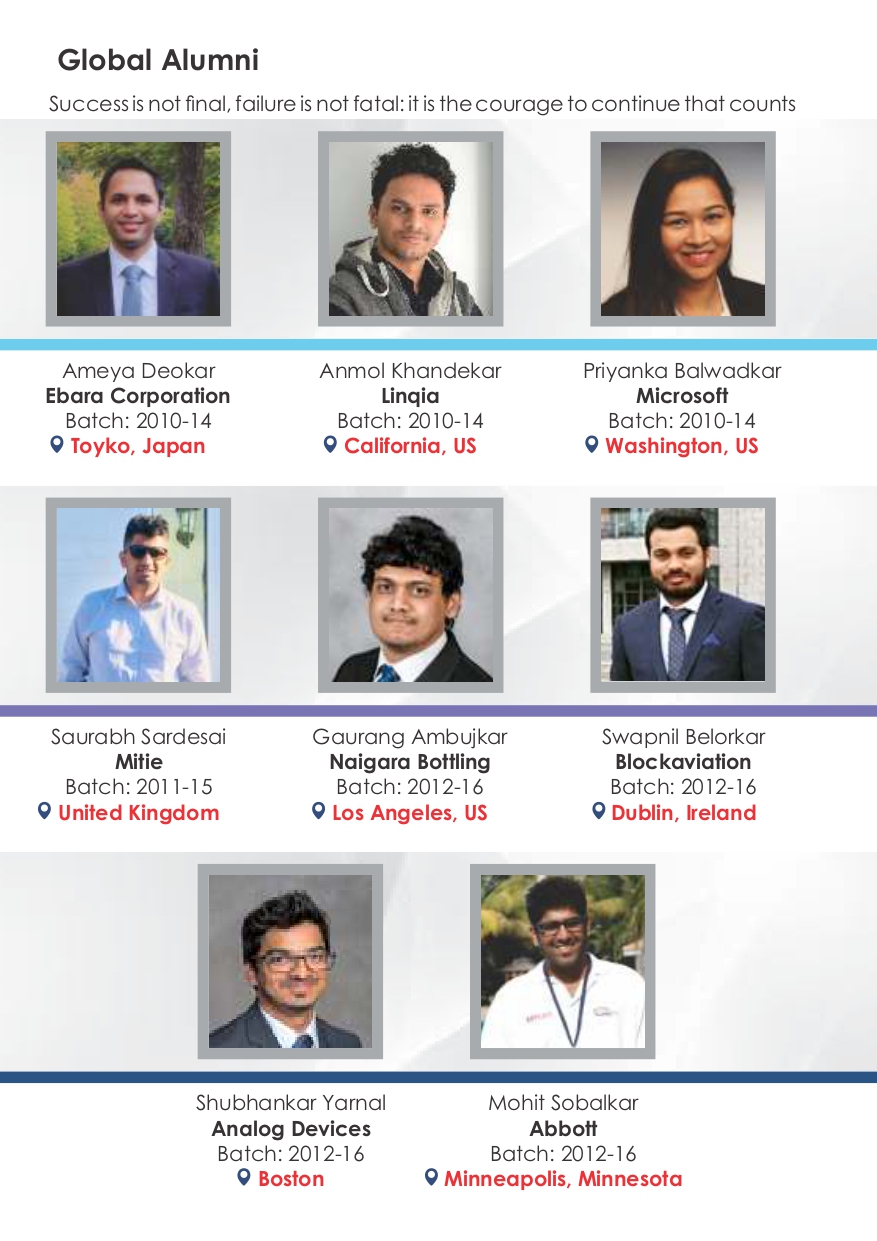 Global Alumni
Success is not final, failure is not fatal: it is the courage to continue that counts
Ameya Deokar
Ebara Corporation
Batch: 2010-14
Toyko, Japan
Anmol Khandekar
Linqia
Batch: 2010-14
California, US
Priyanka Balwadkar
Microsoft
Batch: 2010-14
Washington, US
Saurabh Sardesai
Mitie
Batch: 2011-15
United Kingdom
Gaurang Ambujkar
Naigara Bottling
Batch: 2012-16
Los Angeles, US
Swapnil Belorkar
Blockaviation
Batch: 2012-16
Dublin, Ireland
Shubhankar Yarnal
Analog Devices
Batch: 2012-16
Boston
Mohit Sobalkar
Abbott
Batch: 2012-16
Minneapolis, Minnesota